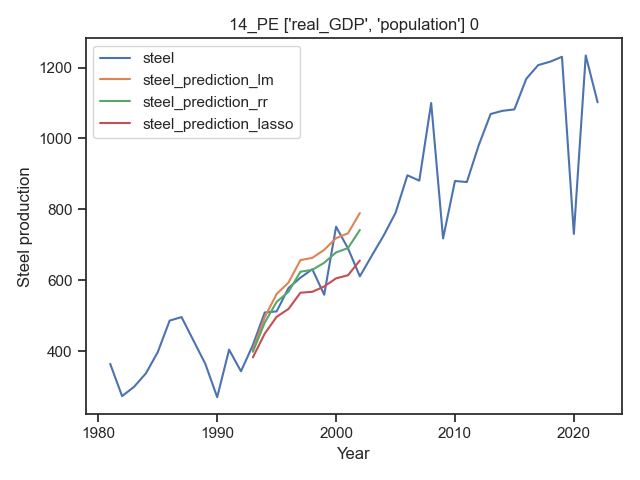 14_PE ['real_GDP', 'population'] 0
steel
steel_prediction_lm
steel_prediction_rr
steel_prediction_lasso
Steel production
1200
1000
800
600
400
1980 1990 2000 2010 2020
Year